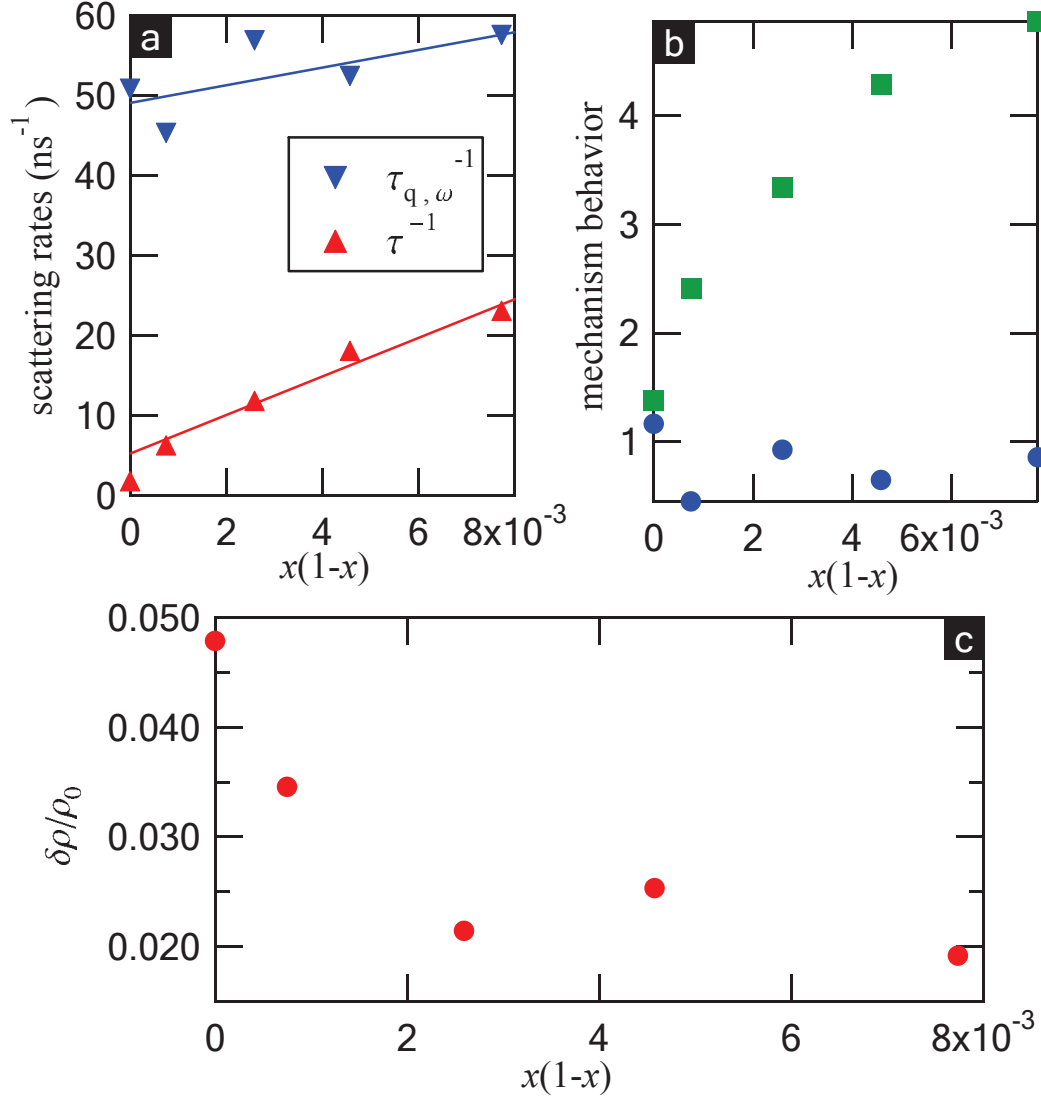 a
60
50
40
30
20
10
0
scattering rates (ns⁻¹)
τq, ω⁻¹
τ⁻¹
0 2 4 6 8x10⁻³
x(1-x)
b
4
3
2
1
mechanism behavior
0 2 4 6x10⁻³
x(1-x)
c
0.050
0.040
0.030
0.020
δρ/ρ₀
0 2 4 6 8x10⁻³
x(1-x)